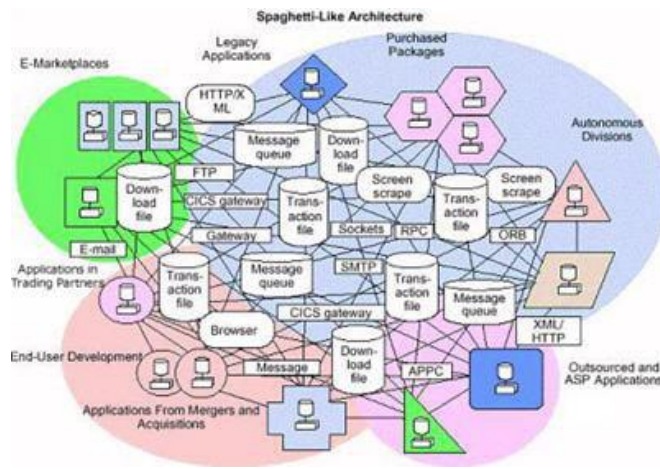 Spaghetti-Like Architecture
E-Marketplaces
Legacy
Applications
Purchased
Packages
Autonomous
Divisions
HTTP/X
ML
Message
queue
Down-
load
file
Screen
scrape
Screen
scrape
FTP
Down-
load
file
CICS gateway
Trans-
action
file
Trans-
action
file
Gateway
Sockets
RPC
ORB
E-mail
Applications in
Trading Partners
Trans-
action
file
Message
queue
SMTP
Trans-
action
file
Message
queue
CICS gateway
Browser
XML/
HTTP
End-User Development
Message
Down-
load
file
APPC
Outsourced and
ASP Applications
Applications From Mergers and
Acquisitions